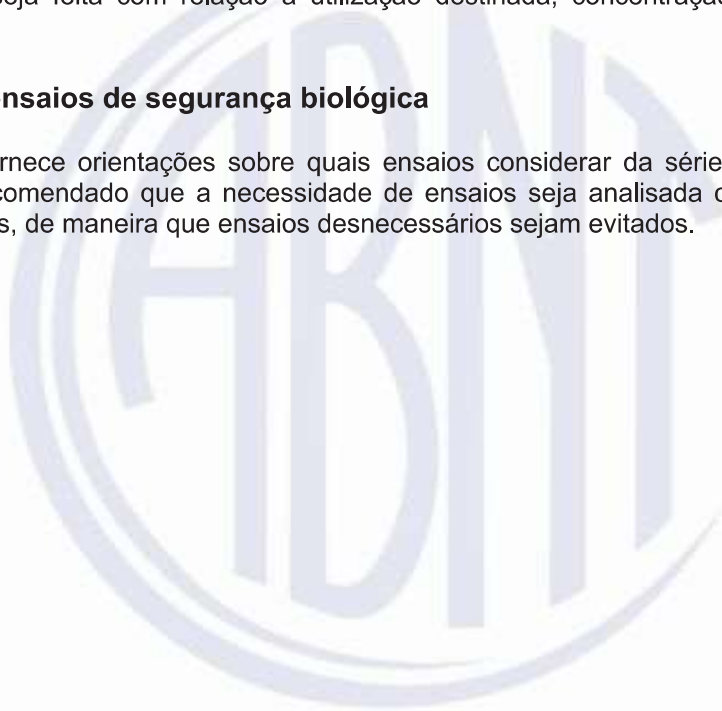 seja feita com relação à utilização destinada, concentração
ensaios de segurança biológica
rnece orientações sobre quais ensaios considerar da série
comendado que a necessidade de ensaios seja analisada
s, de maneira que ensaios desnecessários sejam evitados.
ABNT